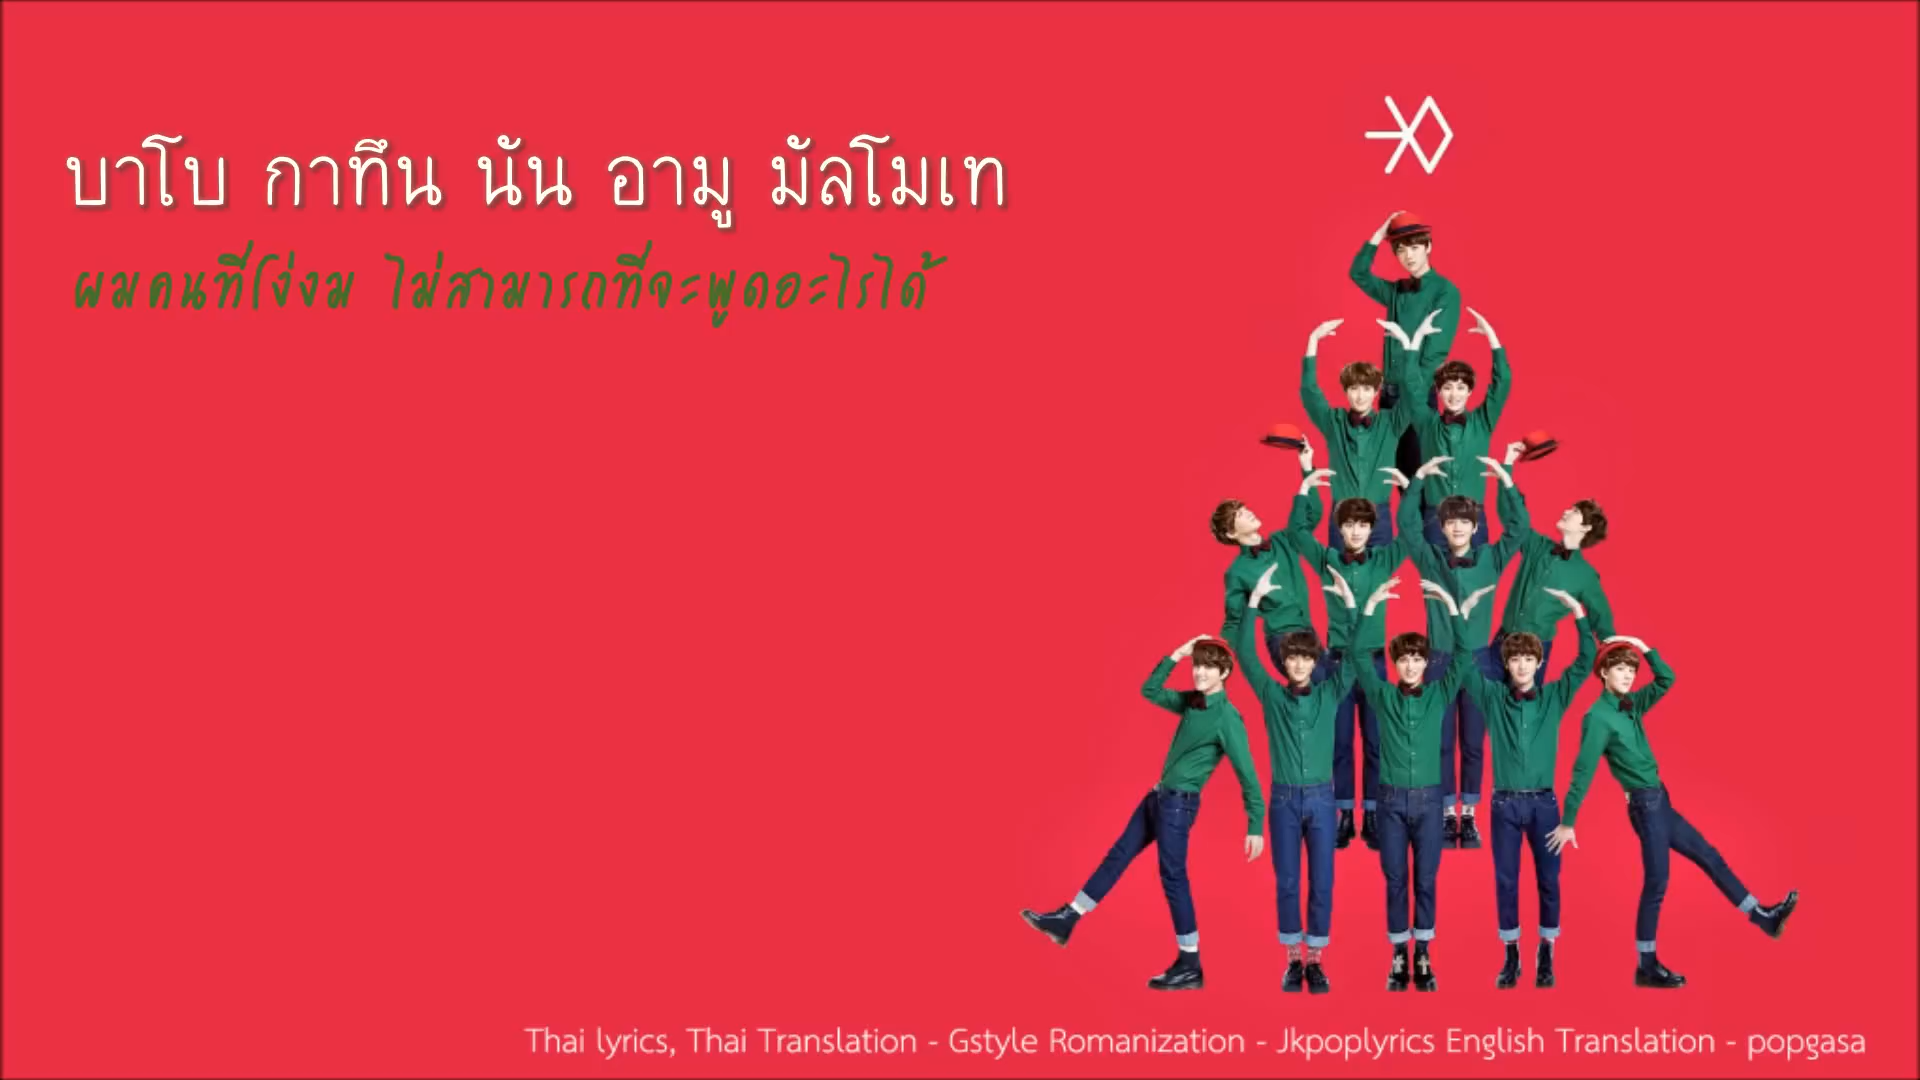 บาโบ กาทึน นัน อามู มัลโมเท
ผมคนที่โง่งม ไม่สามารถที่จะพูดอะไรได้
Thai lyrics, Thai Translation - Gstyle Romanization - Jkpoplyrics English Translation - popgasa